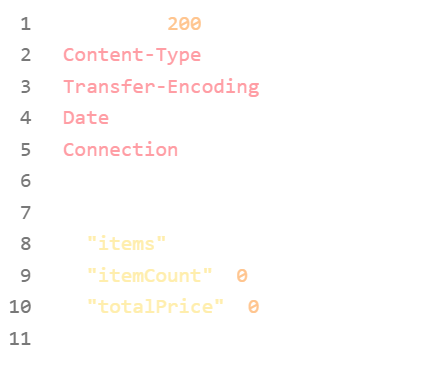 1 200
2 Content-Type
3 Transfer-Encoding
4 Date
5 Connection
6
7
8 "items"
9 "itemCount" 0
10 "totalPrice" 0
11